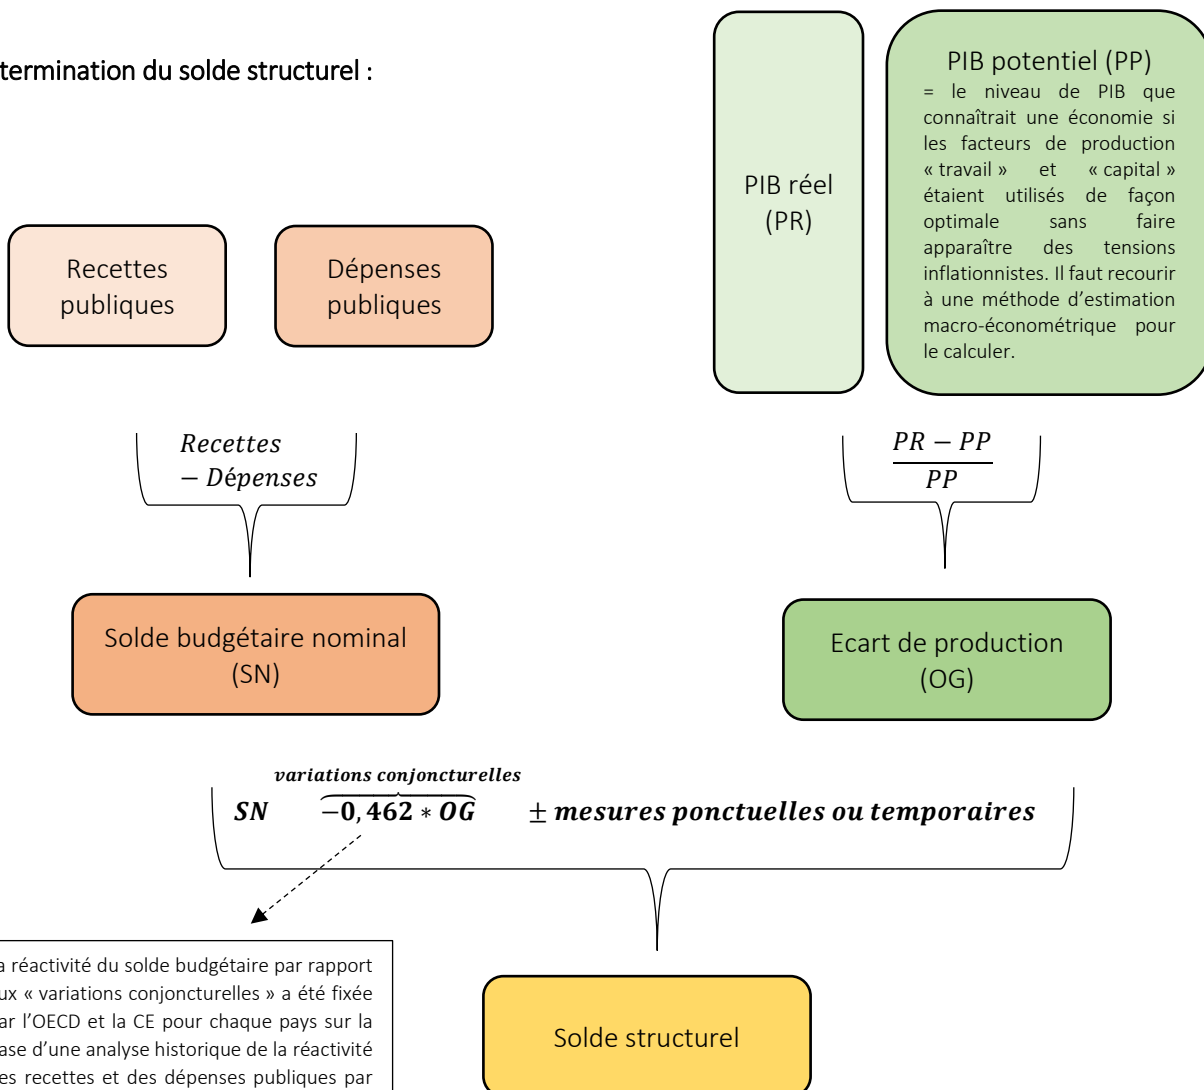 termination du solde structurel :
Recettes
publiques
Dépenses
publiques
PIB réel
(PR)
PIB potentiel (PP)
= le niveau de PIB que
connaîtrait une économie si
les facteurs de production
« travail » et « capital »
étaient utilisés de façon
optimale sans faire
apparaître des tensions
inflationnistes. Il faut recourir
à une méthode d’estimation
macro-économétrique pour
le calculer.
Recettes
− Dépenses
PR − PP
PP
Solde budgétaire nominal
(SN)
Ecart de production
(OG)
variations conjoncturelles
SN −0,462 ∗ OG ± mesures ponctuelles ou temporaires
a réactivité du solde budgétaire par rapport
ux « variations conjoncturelles » a été fixée
ar l’OECD et la CE pour chaque pays sur la
ase d’une analyse historique de la réactivité
es recettes et des dépenses publiques par
Solde structurel